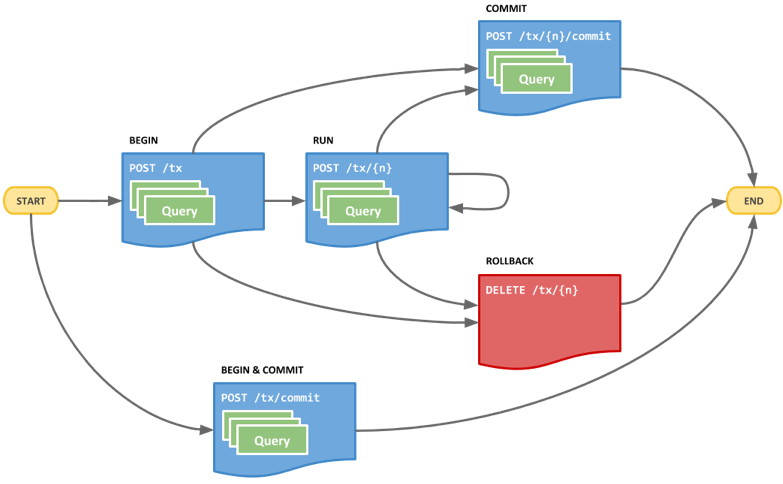 COMMIT
POST /tx/{n}/commit
Query
BEGIN
POST /tx
Query
RUN
POST /tx/{n}
Query
START
END
ROLLBACK
DELETE /tx/{n}
BEGIN & COMMIT
POST /tx/commit
Query